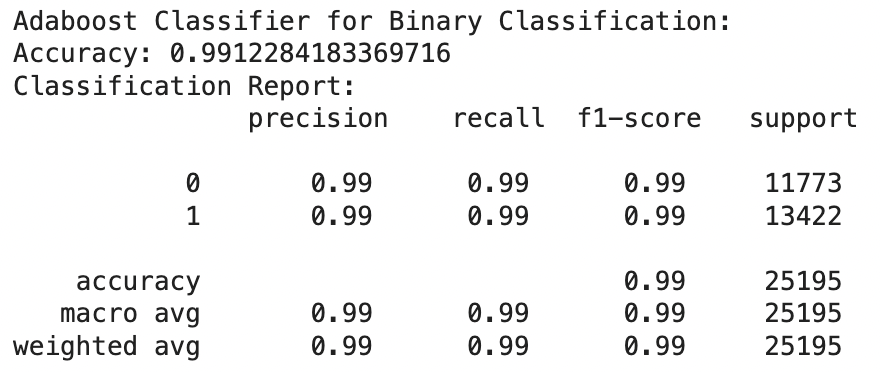 Adaboost Classifier for Binary Classification:
Accuracy: 0.9912284183369716
Classification Report:
precision recall f1-score support
0 0.99 0.99 0.99 11773
1 0.99 0.99 0.99 13422
accuracy 0.99 25195
macro avg 0.99 0.99 0.99 25195
weighted avg 0.99 0.99 0.99 25195